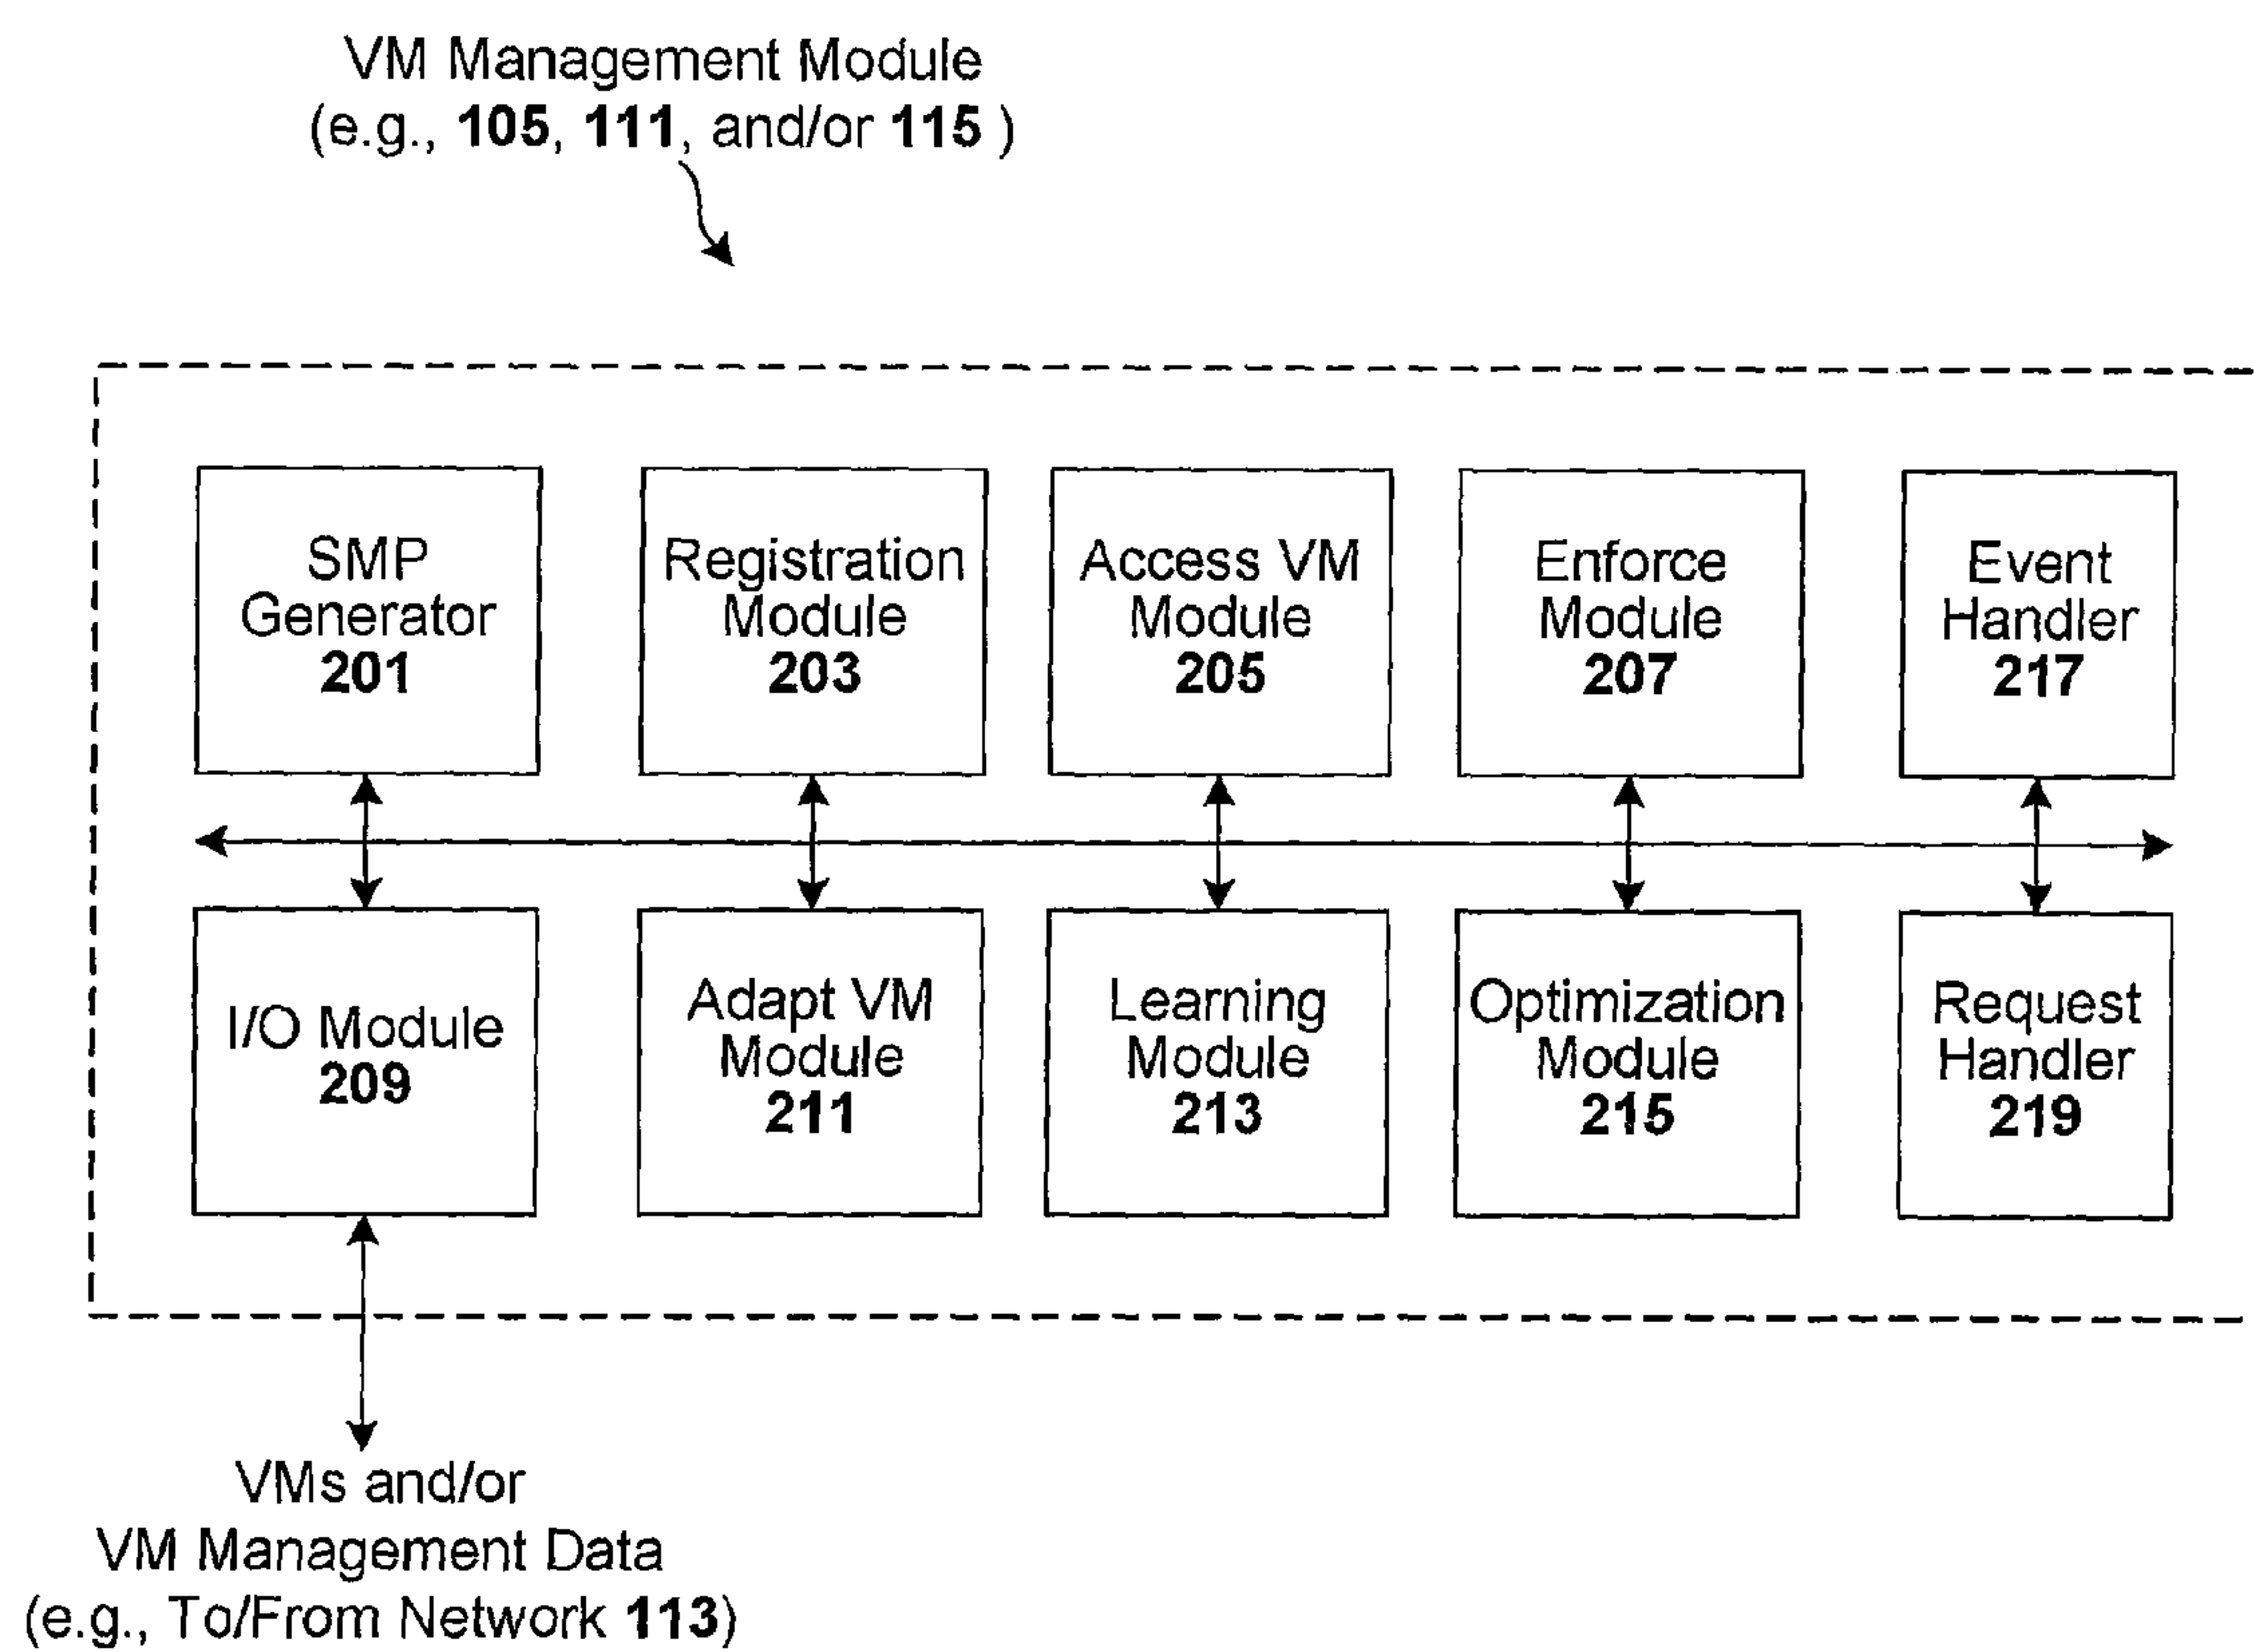 VM Management Module
(e.g., 105, 111, and/or 115 )
SMP
Generator
201
Registration
Module
203
Access VM
Module
205
Enforce
Module
207
Event
Handler
217
I/O Module
209
Adapt VM
Module
211
Learning
Module
213
Optimization
Module
215
Request
Handler
219
VMs and/or
VM Management Data
(e.g., To/From Network 113)